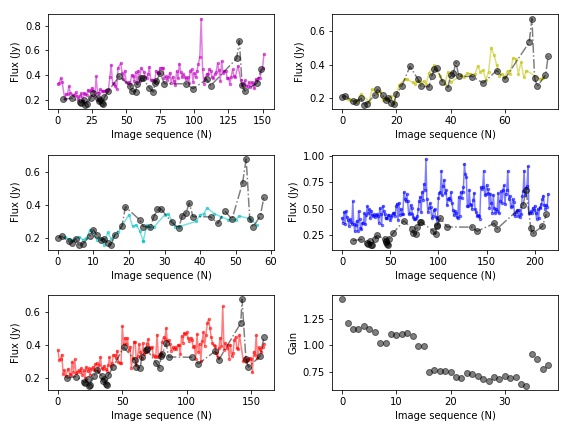 0.8
0.6
0.4
0.2
Flux (Jy)
0 25 50 75 100 125 150
Image sequence (N)
0.6
0.4
0.2
Flux (Jy)
0 20 40 60
Image sequence (N)
0.6
0.4
0.2
Flux (Jy)
0 10 20 30 40 50 60
Image sequence (N)
1.00
0.75
0.50
0.25
Flux (Jy)
0 50 100 150 200
Image sequence (N)
0.6
0.4
0.2
Flux (Jy)
0 50 100 150
Image sequence (N)
1.25
1.00
0.75
Gain
0 10 20 30
Image sequence (N)